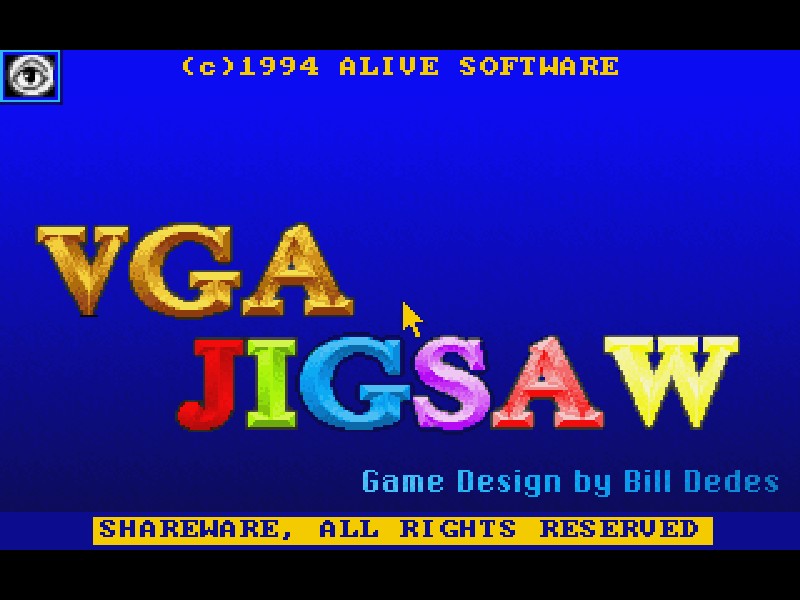 (c)1994 ALIVE SOFTWARE
VGA
JIGSAW
Game Design by Bill Dedes
SHAREWARE, ALL RIGHTS RESERVED